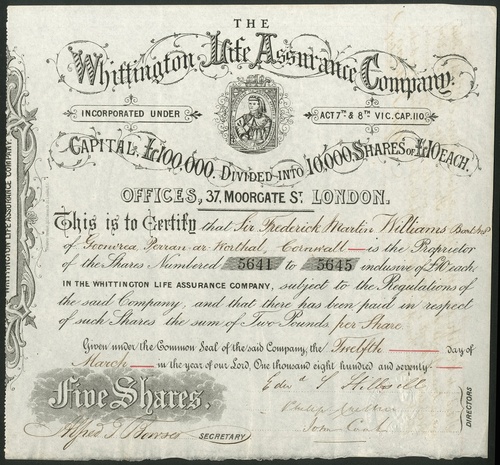 THE
Whittington Life Assurance Company.
INCORPORATED UNDER
ACT 7TH & 8TH VIC. CAP. 110.
CAPITAL, £100,000, DIVIDED INTO 10,000 SHARES OF £10 EACH.
OFFICES, 37, MOORGATE ST. LONDON.
This is to Certify that Sir Frederick Martin Williams Bart MP
of Goonvrea, Perran-ar-Worthal, Cornwall is the Proprietor
of the Shares Numbered 5641 to 5645 inclusive of £10 each
IN THE WHITTINGTON LIFE ASSURANCE COMPANY, subject to the Regulations of
the said Company, and that there has been paid in respect
of such Shares the sum of Two Pounds per Share.
Given under the Common Seal of the said Company, the Twelfth day of
March in the year of our Lord, One thousand eight hundred and seventy
Five Shares.
Alfred T. Bowser SECRETARY
Philip
John
DIRECTORS
WHITTINGTON LIFE ASSURANCE COMPANY